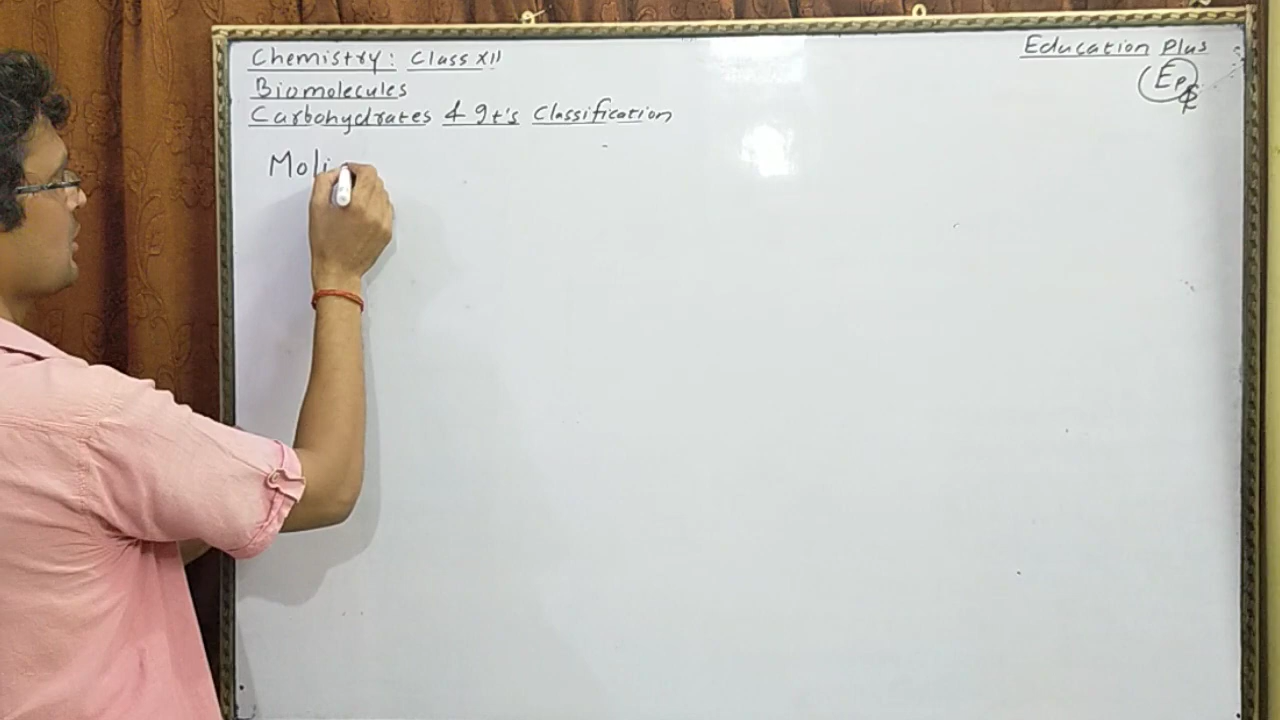 Chemistry: Class XII
Education Plus
EP
Biomolecules
Carbohydrates & It's Classification
Moli